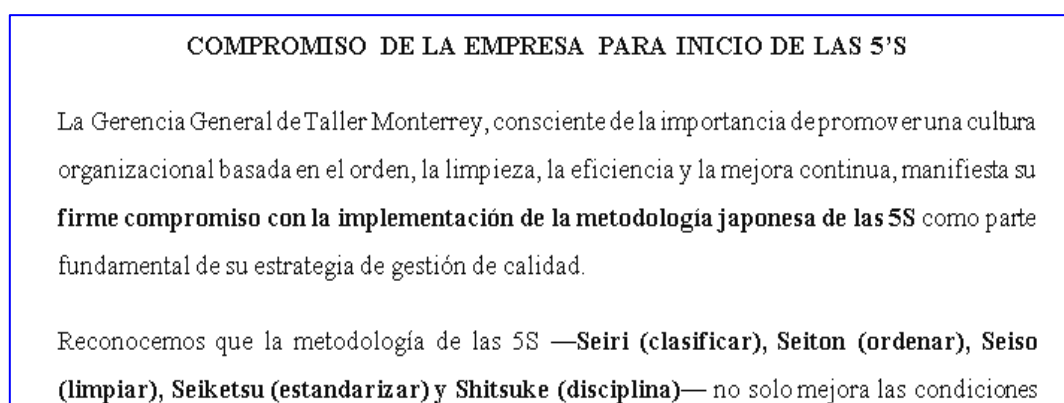 COMPROMISO DE LA EMPRESA PARA INICIO DE LAS 5'S
La Gerencia General de Taller Monterrey, consciente de la importancia de promover una cultura
organizacional basada en el orden, la limpieza, la eficiencia y la mejora continua, manifiesta su
firme compromiso con la implementación de la metodología japonesa de las 5S como parte
fundamental de su estrategia de gestión de calidad.
Reconocemos que la metodología de las 5S —Seiri (clasificar), Seiton (ordenar), Seiso
(limpiar), Seiketsu (estandarizar) y Shitsuke (disciplina)— no solo mejora las condiciones